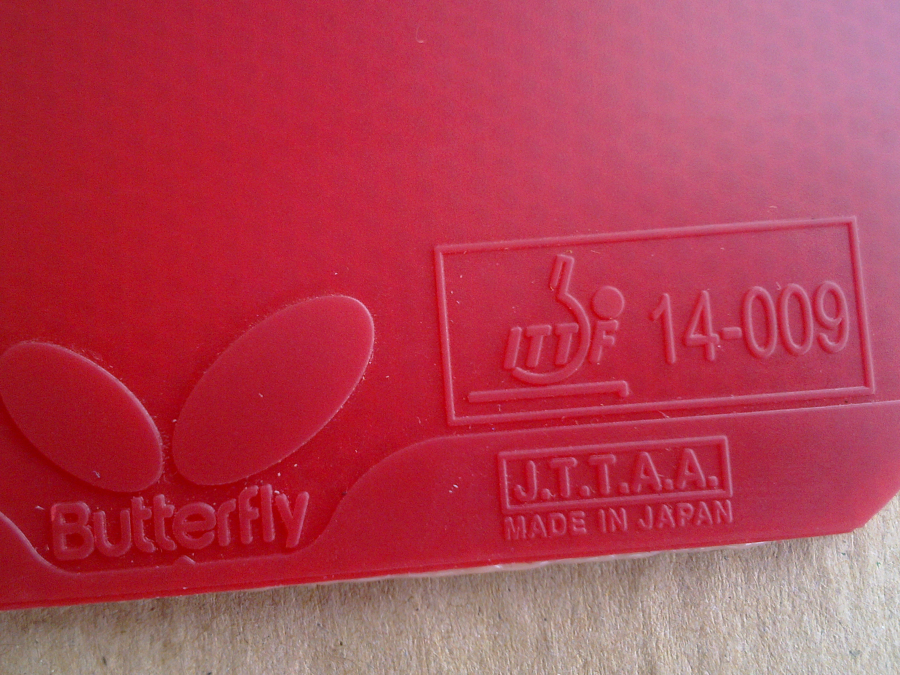 ITTF 14-009
Butterfly
J.T.T.A.A.
MADE IN JAPAN